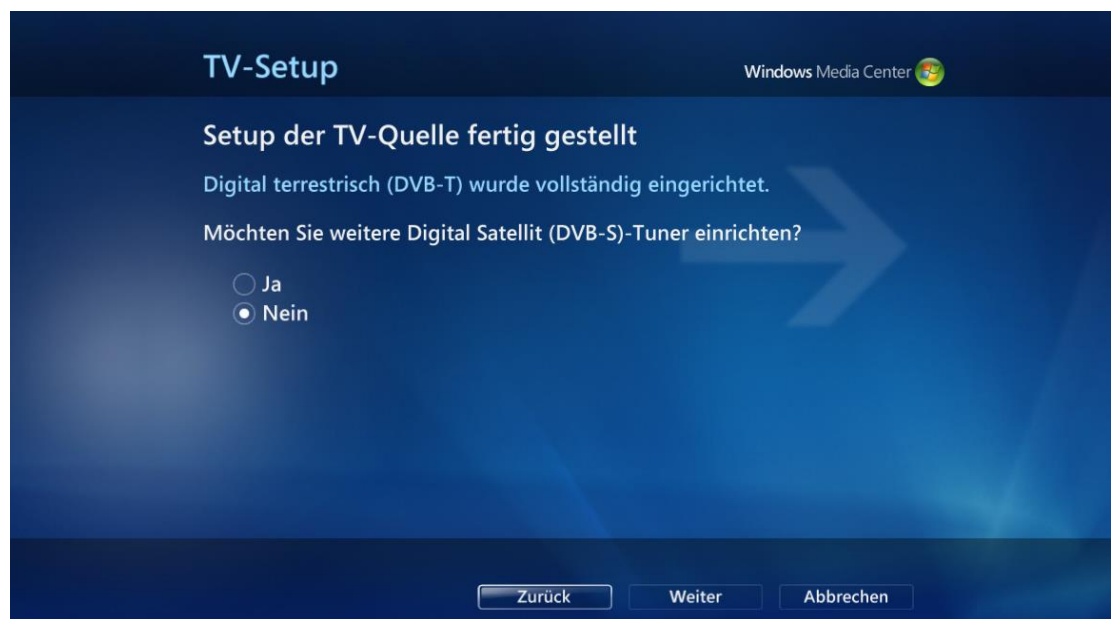 TV-Setup
Windows Media Center
Setup der TV-Quelle fertig gestellt
Digital terrestrisch (DVB-T) wurde vollständig eingerichtet.
Möchten Sie weitere Digital Satellit (DVB-S)-Tuner einrichten?
Ja
Nein
Zurück Weiter Abbrechen